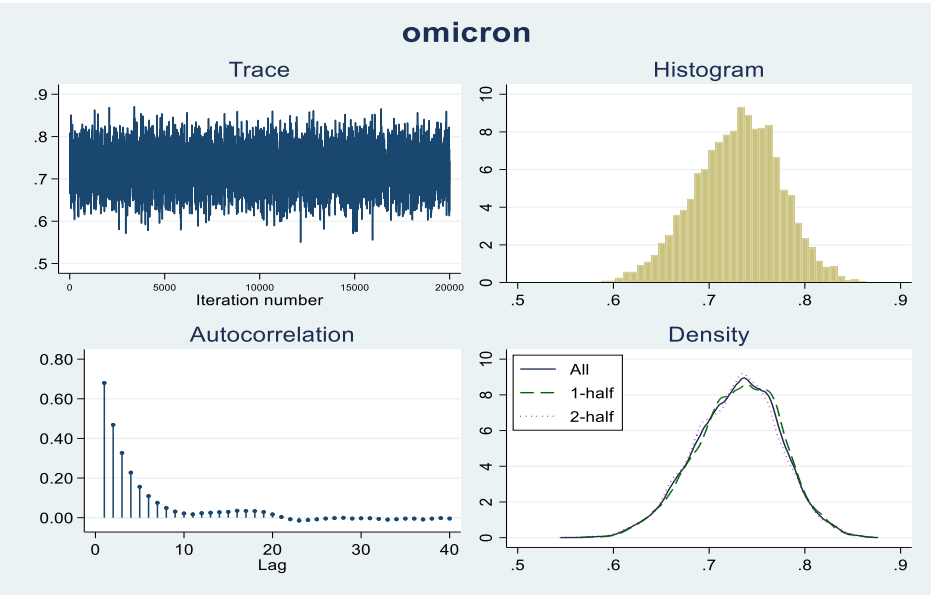 omicron
Trace
.9
.8
.7
.6
.5
0 5000 10000 15000 20000
Iteration number
Histogram
10
8
6
4
2
0
.5 .6 .7 .8 .9
Autocorrelation
0.80
0.60
0.40
0.20
0.00
0 10 20 30 40
Lag
Density
10
8
6
4
2
0
All
1-half
2-half
.5 .6 .7 .8 .9